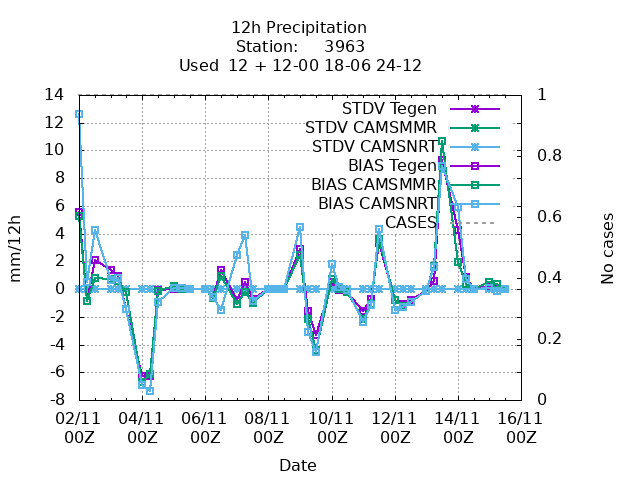 12h Precipitation
Station: 3963
Used 12 + 12-00 18-06 24-12
mm/12h
No cases
14
12
10
8
6
4
2
0
-2
-4
-6
-8
1
0.8
0.6
0.4
0.2
0
STDV Tegen
STDV CAMSMMR
STDV CAMSNRT
BIAS Tegen
BIAS CAMSMMR
BIAS CAMSNRT
CASES
02/11 04/11 06/11 08/11 10/11 12/11 14/11 16/11
00Z 00Z 00Z 00Z 00Z 00Z 00Z 00Z
Date